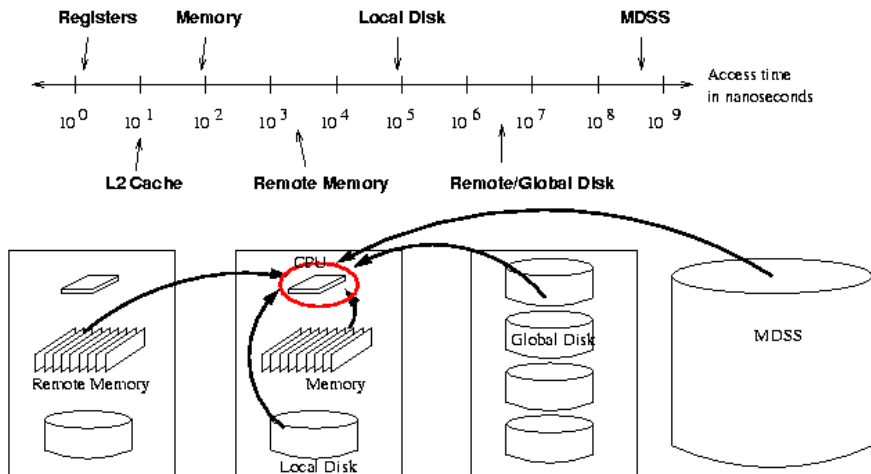 Registers Memory Local Disk MDSS
Access time
in nanoseconds
10^0 10^1 10^2 10^3 10^4 10^5 10^6 10^7 10^8 10^9
L2 Cache Remote Memory Remote/Global Disk
CPU
Global Disk
MDSS
Remote Memory Memory
Local Disk